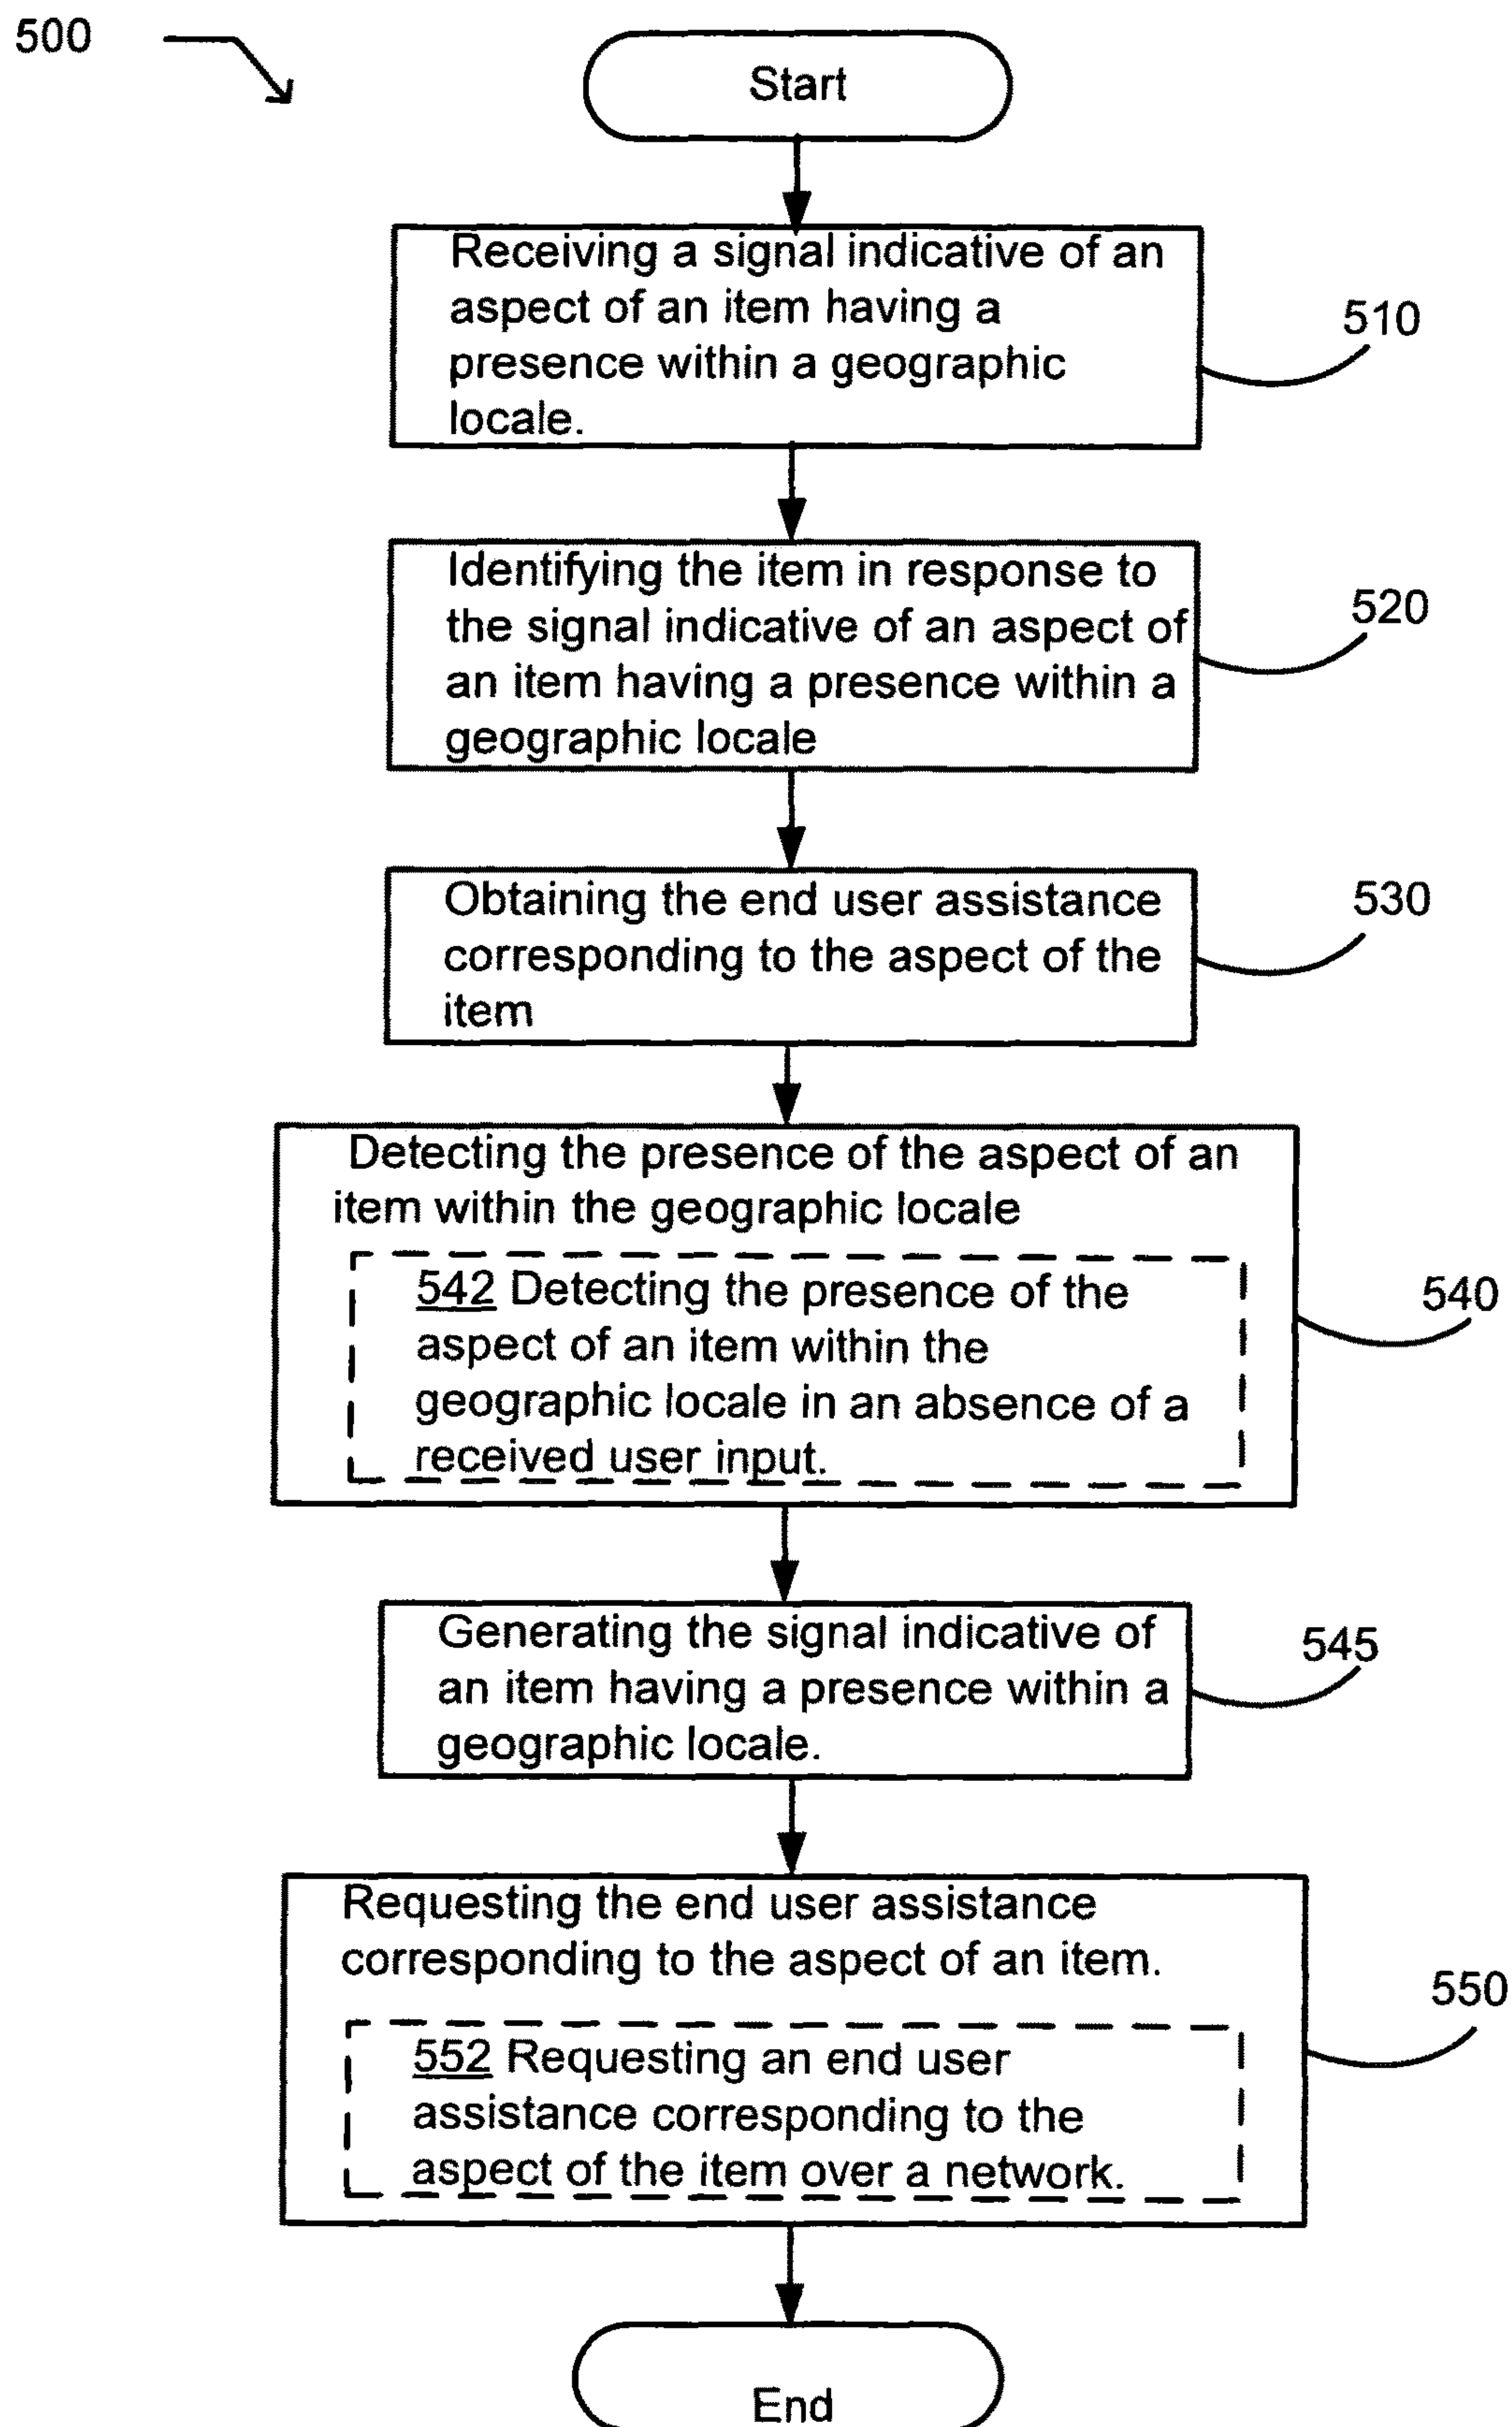 500
Start
Receiving a signal indicative of an
aspect of an item having a
presence within a geographic
locale.
510
Identifying the item in response to
the signal indicative of an aspect of
an item having a presence within a
geographic locale
520
Obtaining the end user assistance
corresponding to the aspect of the
item
530
Detecting the presence of the aspect of an
item within the geographic locale
542 Detecting the presence of the
aspect of an item within the
geographic locale in an absence of a
received user input.
540
Generating the signal indicative of
an item having a presence within a
geographic locale.
545
Requesting the end user assistance
corresponding to the aspect of an item.
552 Requesting an end user
assistance corresponding to the
aspect of the item over a network.
550
End